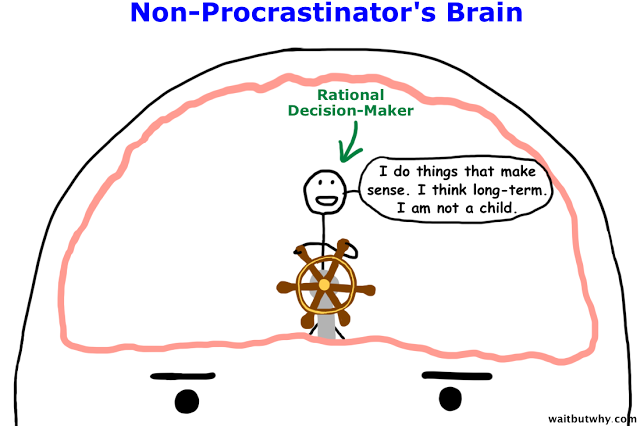 Non-Procrastinator's Brain
Rational
Decision-Maker
I do things that make
sense. I think long-term.
I am not a child.
waitbutwhy.com